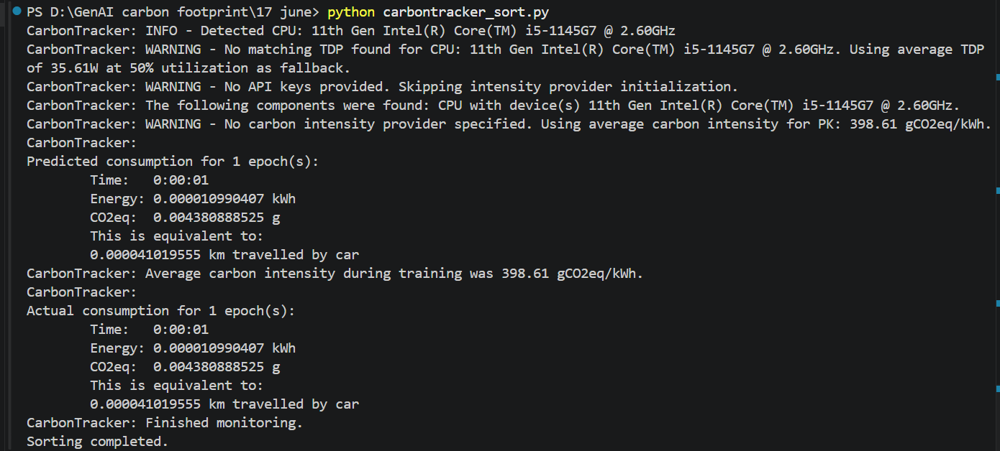 PS D:\GenAI carbon footprint\17 june> python carbontracker_sort.py
CarbonTracker: INFO - Detected CPU: 11th Gen Intel(R) Core(TM) i5-1145G7 @ 2.60GHz
CarbonTracker: WARNING - No matching TDP found for CPU: 11th Gen Intel(R) Core(TM) i5-1145G7 @ 2.60GHz. Using average TDP
of 35.61W at 50% utilization as fallback.
CarbonTracker: WARNING - No API keys provided. Skipping intensity provider initialization.
CarbonTracker: The following components were found: CPU with device(s) 11th Gen Intel(R) Core(TM) i5-1145G7 @ 2.60GHz.
CarbonTracker: WARNING - No carbon intensity provider specified. Using average carbon intensity for PK: 398.61 gCO2eq/kWh.
CarbonTracker:
Predicted consumption for 1 epoch(s):
        Time:   0:00:01
        Energy: 0.000010990407 kWh
        CO2eq:  0.004380888525 g
        This is equivalent to:
        0.000041019555 km travelled by car
CarbonTracker: Average carbon intensity during training was 398.61 gCO2eq/kWh.
CarbonTracker:
Actual consumption for 1 epoch(s):
        Time:   0:00:01
        Energy: 0.000010990407 kWh
        CO2eq:  0.004380888525 g
        This is equivalent to:
        0.000041019555 km travelled by car
CarbonTracker: Finished monitoring.
Sorting completed.